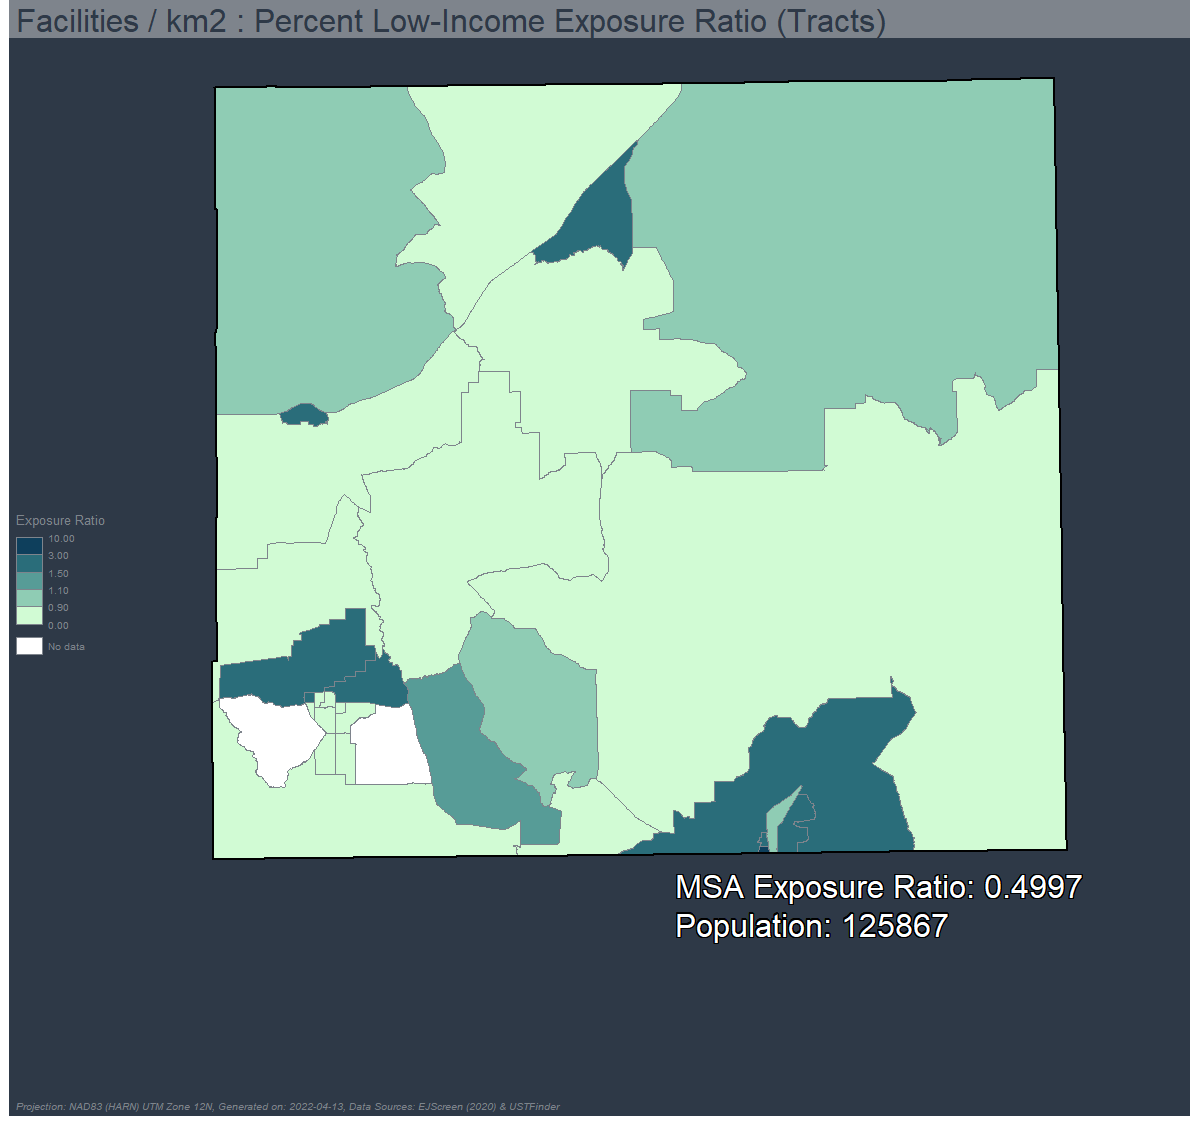 Facilities / km2 : Percent Low-Income Exposure Ratio (Tracts)
Exposure Ratio
10.00
3.00
1.50
1.10
0.90
0.00
No data
MSA Exposure Ratio: 0.4997
Population: 125867
Projection: NAD83 (HARN) UTM Zone 12N, Generated on: 2022-04-13, Data Sources: EJScreen (2020) & USTFinder